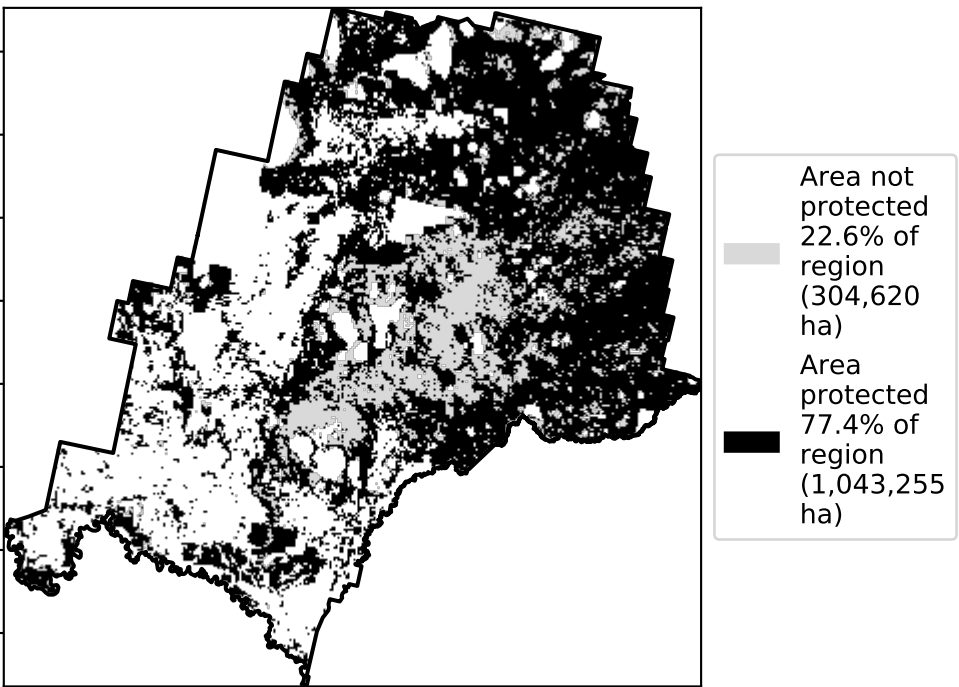 Area not
protected
22.6% of
region
(304,620
ha)
Area
protected
77.4% of
region
(1,043,255
ha)